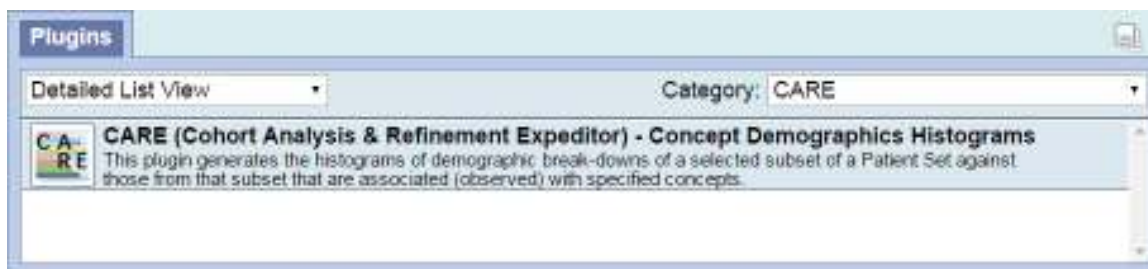 Plugins
Detailed List View
Category: CARE
CA
RE
CARE (Cohort Analysis & Refinement Expeditor) - Concept Demographics Histograms
This plugin generates the histograms of demographic break-downs of a selected subset of a Patient Set against
those from that subset that are associated (observed) with specified concepts.